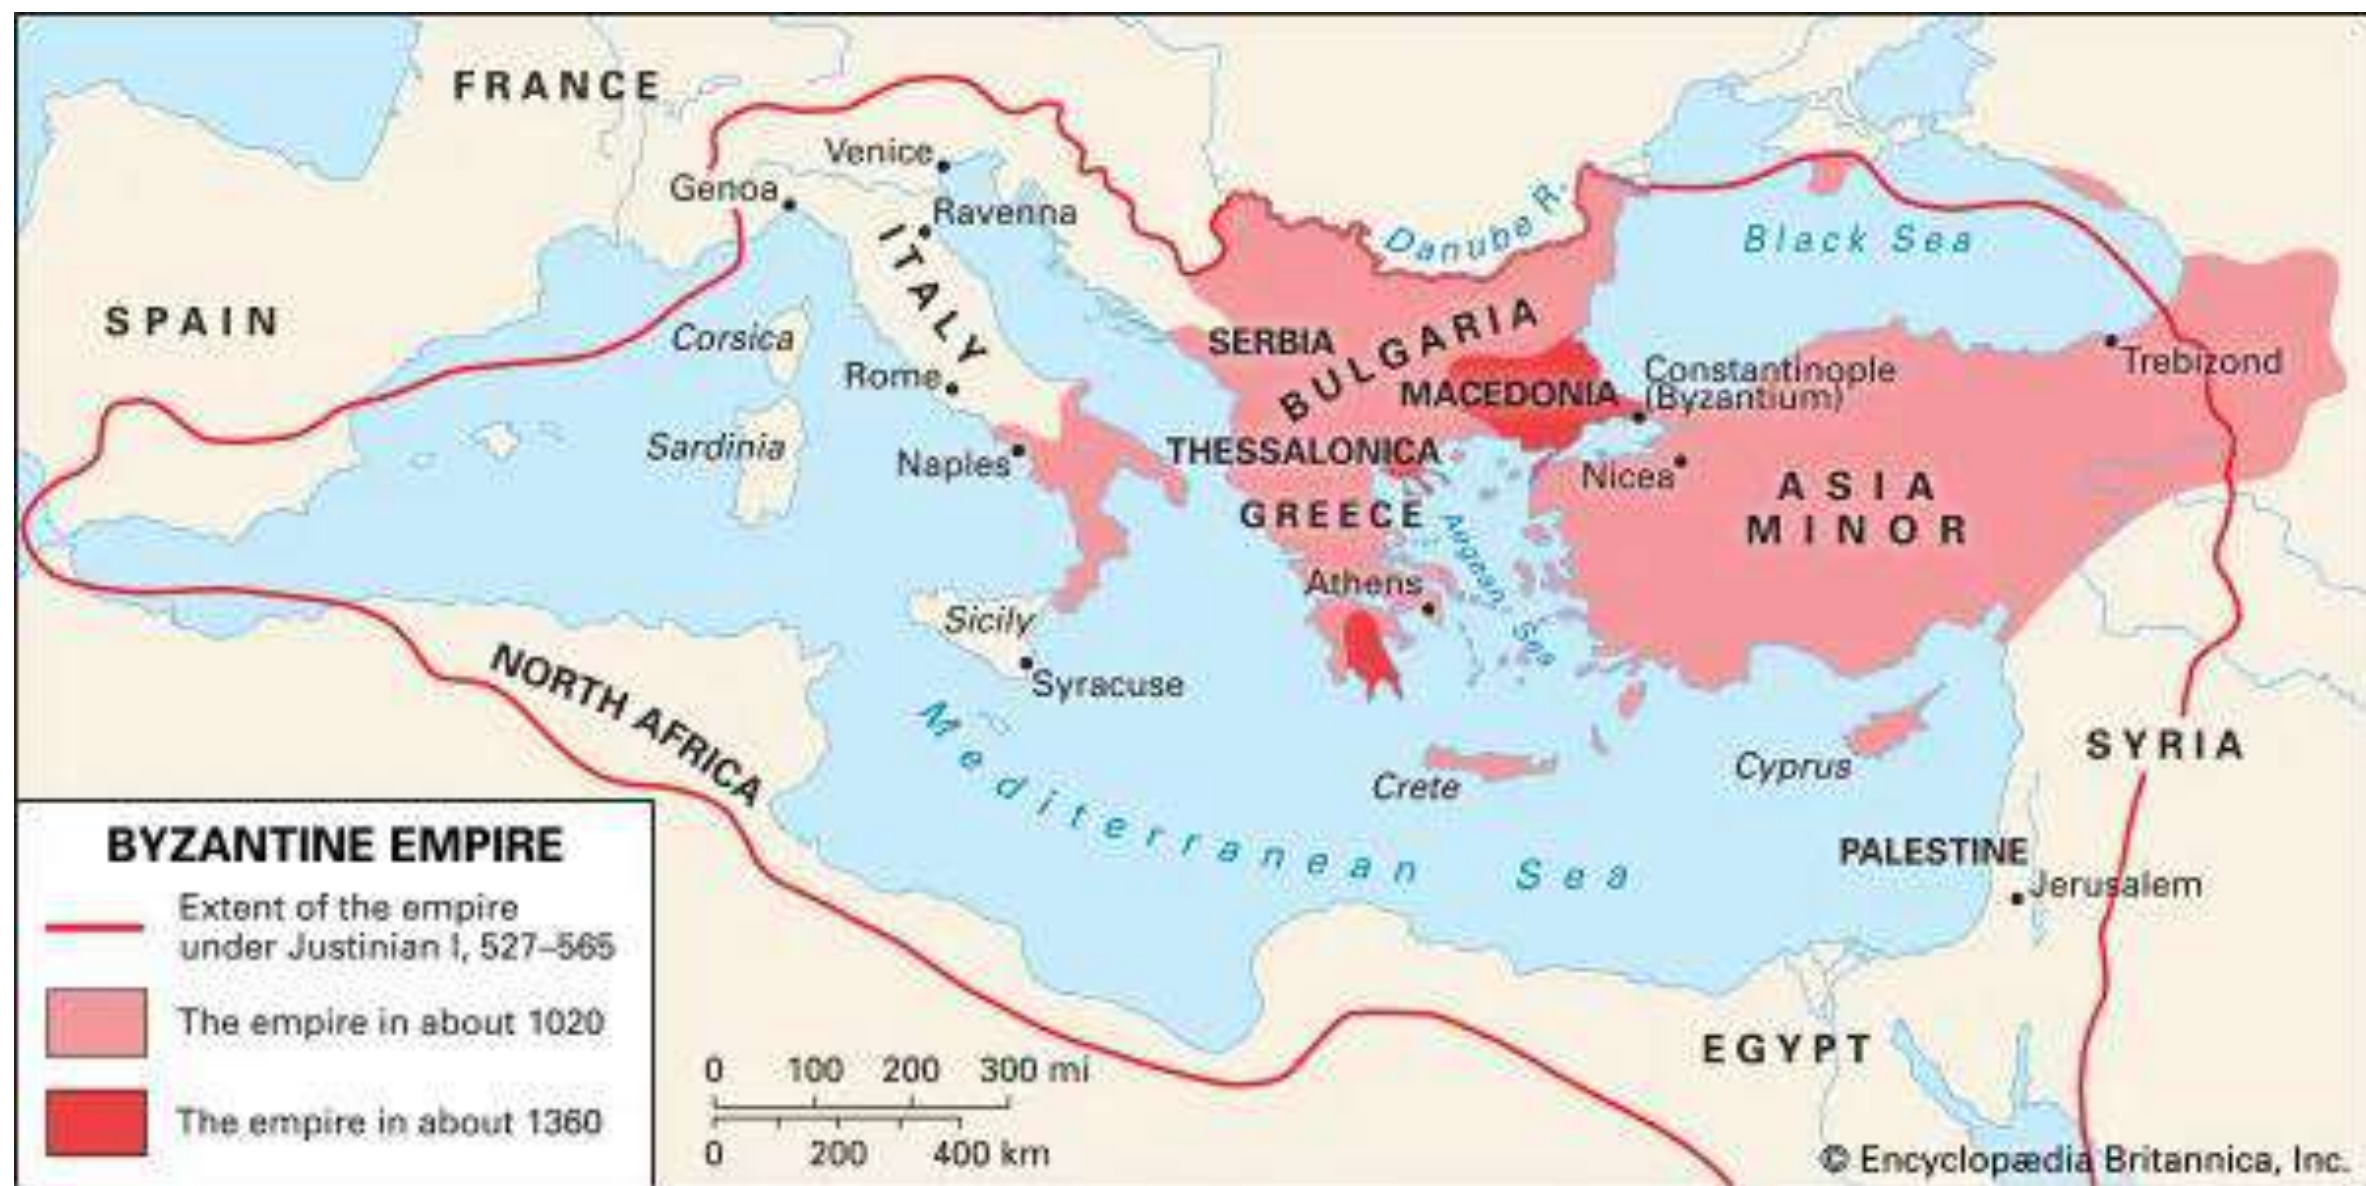 FRANCE
Venice
Genoa
Ravenna
Danube R.
Black Sea
ITALY
SPAIN
Corsica
SERBIA
BULGARIA
Rome
MACEDONIA
Constantinople
(Byzantium)
Trebizond
Sardinia
Naples
THESSALONICA
Nicea
ASIA
MINOR
GREECE
Aegean Sea
Athens
Sicily
Syracuse
NORTH AFRICA
Mediterranean Sea
Crete
Cyprus
SYRIA
PALESTINE
Jerusalem
EGYPT
BYZANTINE EMPIRE
Extent of the empire
under Justinian I, 527–565
The empire in about 1020
The empire in about 1360
0 100 200 300 mi
0 200 400 km
© Encyclopædia Britannica, Inc.